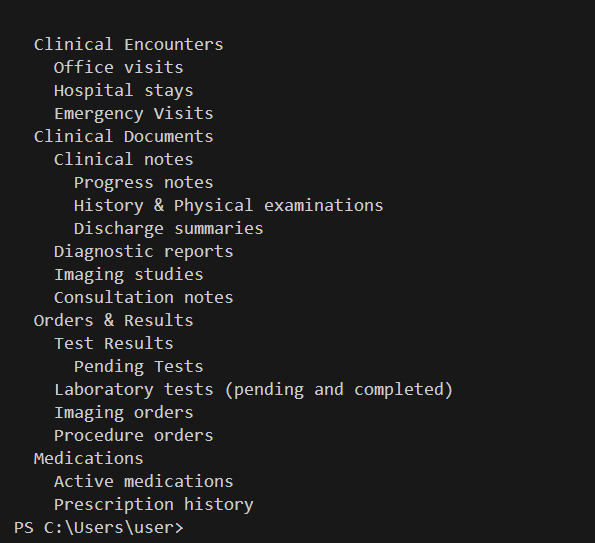 Clinical Encounters
Office visits
Hospital stays
Emergency Visits
Clinical Documents
Clinical notes
Progress notes
History & Physical examinations
Discharge summaries
Diagnostic reports
Imaging studies
Consultation notes
Orders & Results
Test Results
Pending Tests
Laboratory tests (pending and completed)
Imaging orders
Procedure orders
Medications
Active medications
Prescription history
PS C:\Users\user>